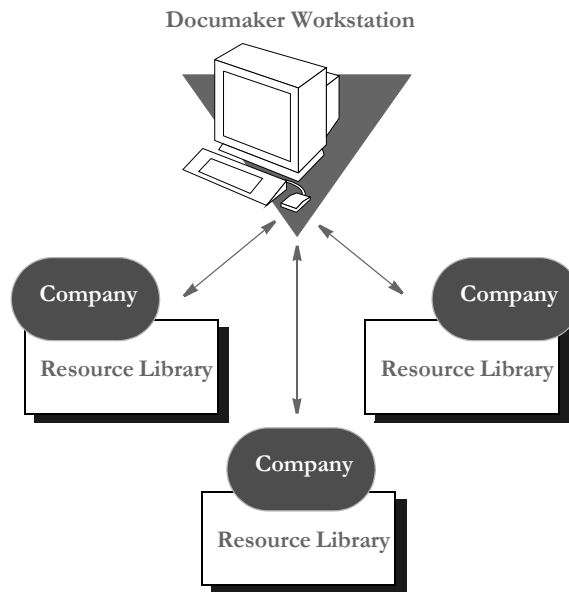 Documaker Workstation
Company
Resource Library
Company
Resource Library
Company
Resource Library